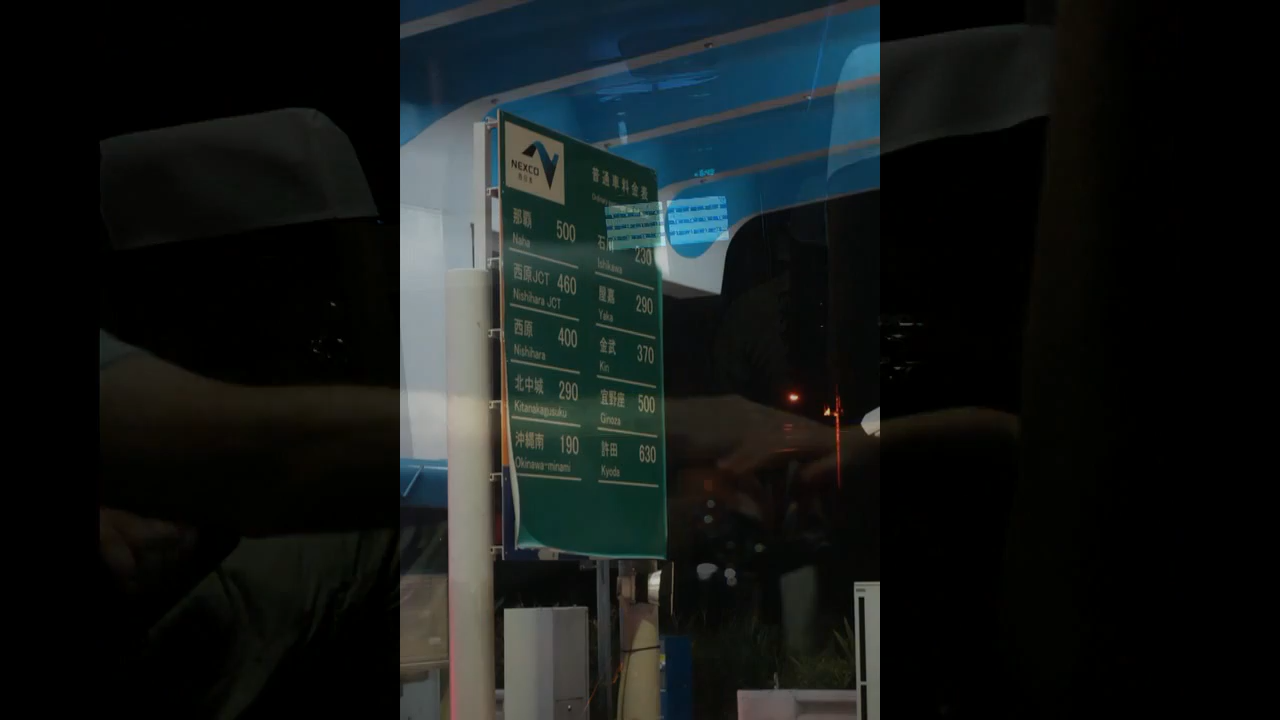 NEXCO
西日本
普通車料金表
那覇 500
Naha
西原JCT 460
Nishihara JCT
西原 400
Nishihara
北中城 290
Kitanakagusuku
沖縄南 190
Okinawa-minami
石川 230
Ishikawa
屋嘉 290
Yaka
金武 370
Kin
宜野座 500
Ginoza
許田 630
Kyoda